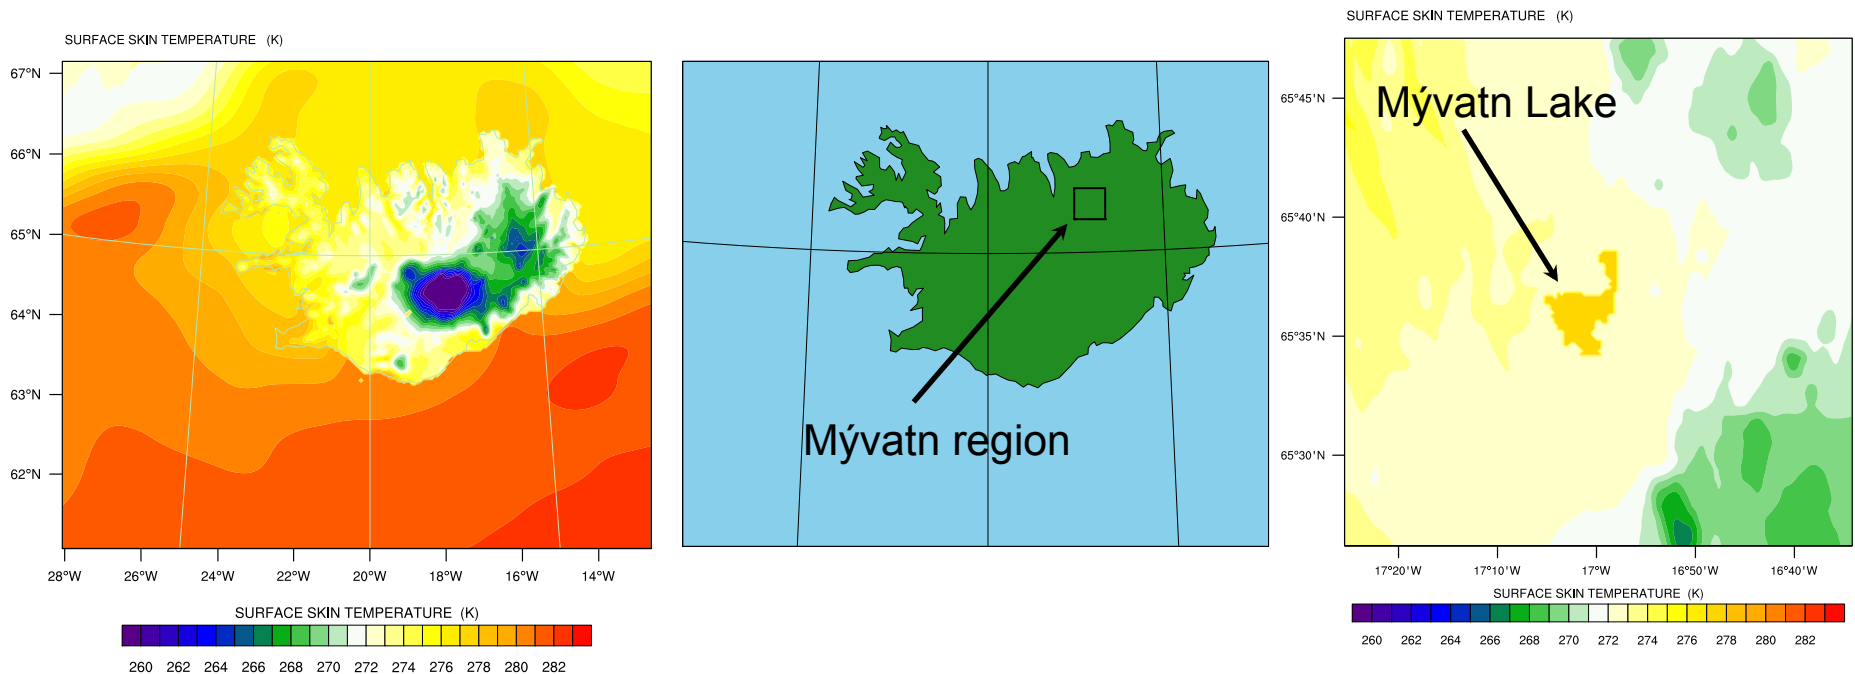 SURFACE SKIN TEMPERATURE (K)
67°N
66°N
65°N
64°N
63°N
62°N
28°W 26°W 24°W 22°W 20°W 18°W 16°W 14°W
SURFACE SKIN TEMPERATURE (K)
260 262 264 266 268 270 272 274 276 278 280 282
Mývatn region
SURFACE SKIN TEMPERATURE (K)
Mývatn Lake
65°45'N
65°40'N
65°35'N
65°30'N
17°20'W 17°10'W 17°W 16°50'W 16°40'W
SURFACE SKIN TEMPERATURE (K)
260 262 264 266 268 270 272 274 276 278 280 282